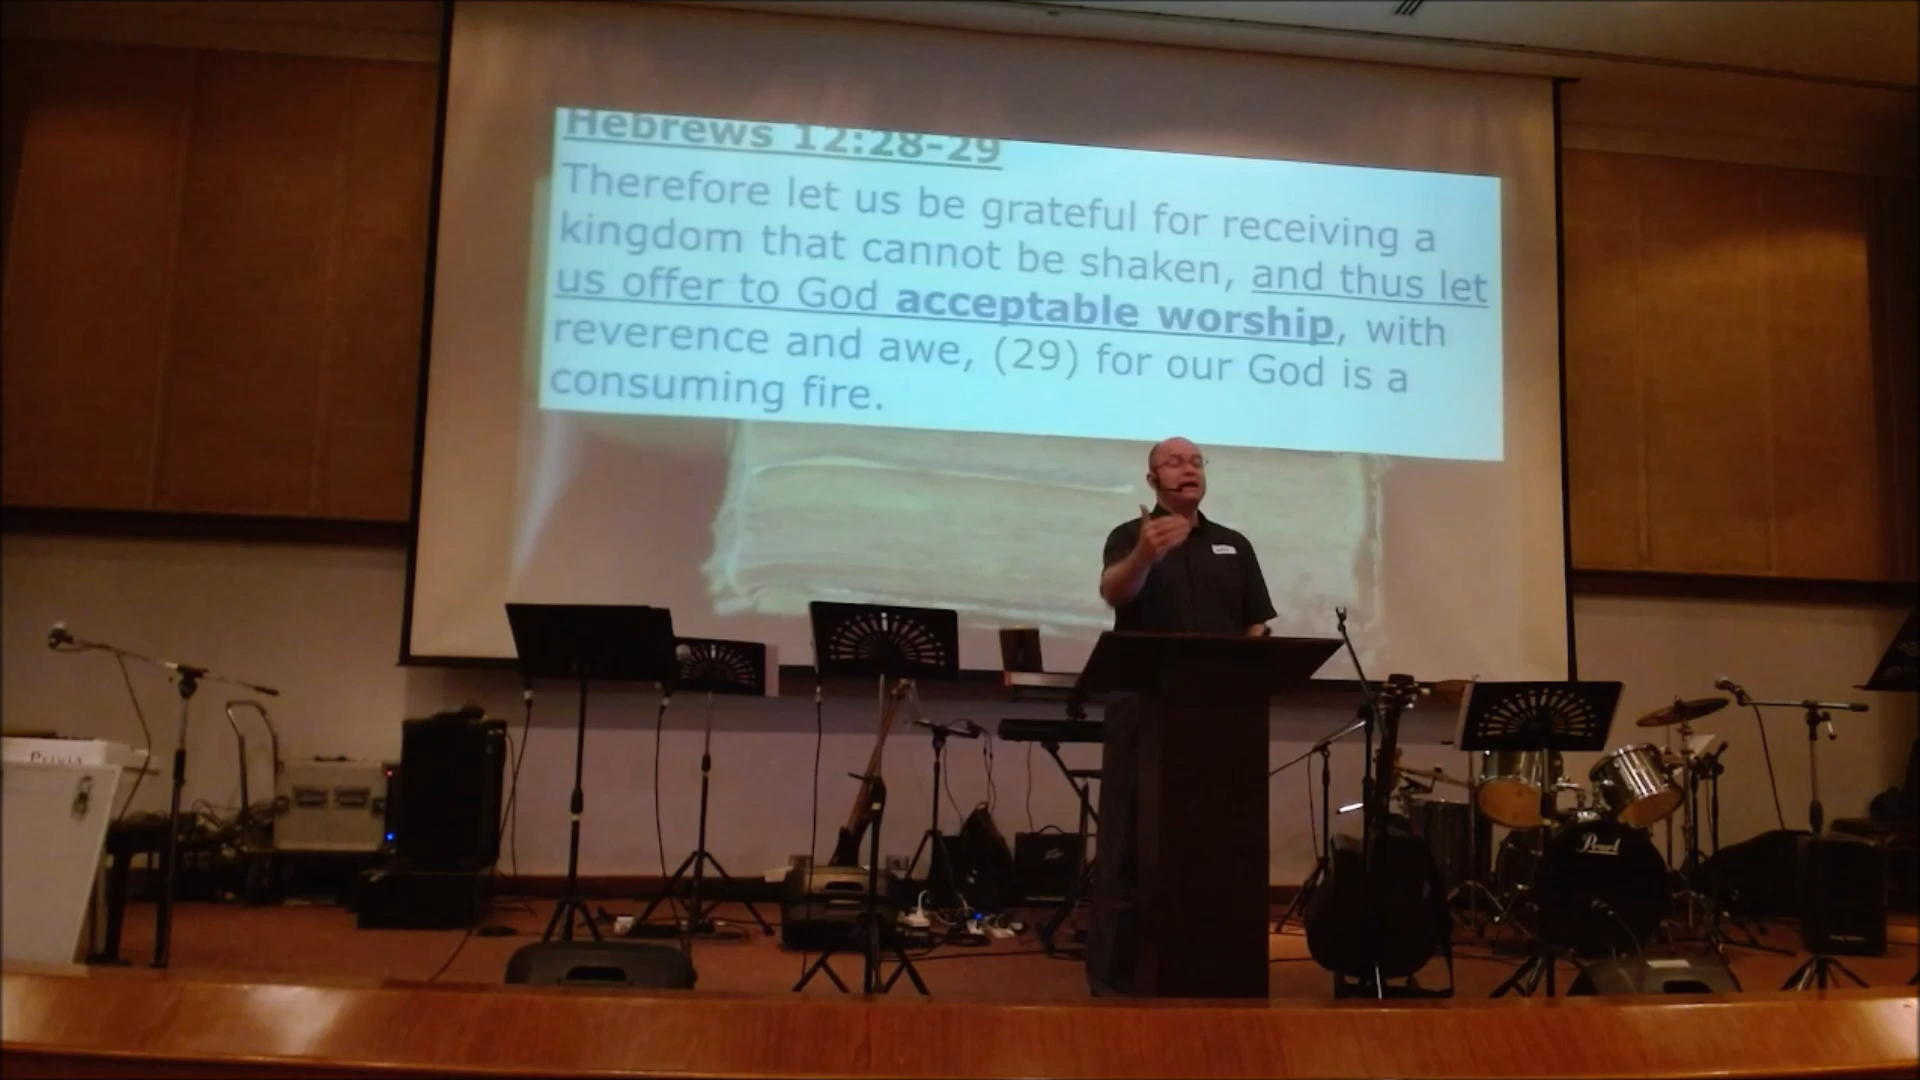 Hebrews 12:28-29
Therefore let us be grateful for receiving a
kingdom that cannot be shaken, and thus let
us offer to God acceptable worship, with
reverence and awe, (29) for our God is a
consuming fire.
Privia
Pearl